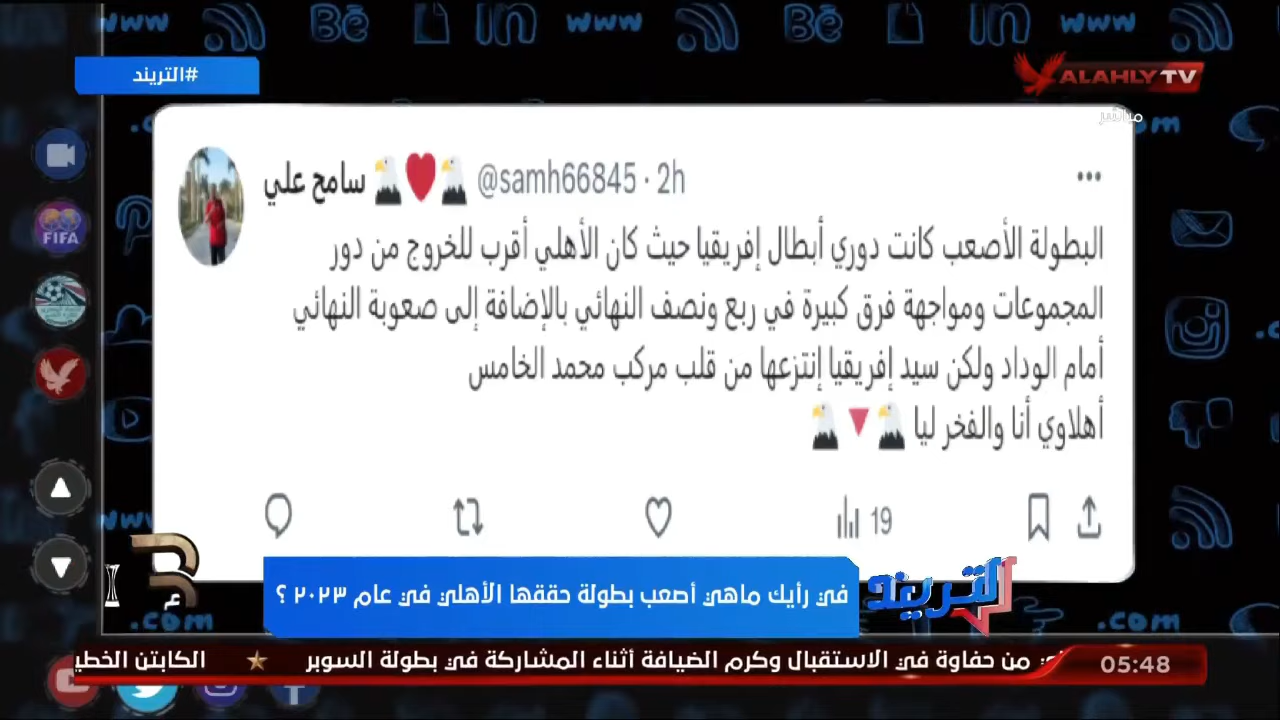 #التريند
ALAHLY TV
مباشر
FIFA
سامح علي 🦅❤️🦅 @samh66845 · 2h
البطولة الأصعب كانت دوري أبطال إفريقيا حيث كان الأهلي أقرب للخروج من دور
المجموعات ومواجهة فرق كبيرة في ربع ونصف النهائي بالإضافة إلى صعوبة النهائي
أمام الوداد ولكن سيد إفريقيا إنتزعها من قلب مركب محمد الخامس
أهلاوي أنا والفخر ليا 🦅🔻🦅
19
التريند
في رأيك ماهي أصعب بطولة حققها الأهلي في عام ٢٠٢٣ ؟
من حفاوة في الاستقبال وكرم الضيافة أثناء المشاركة في بطولة السوبر ★ الكابتن
05:48